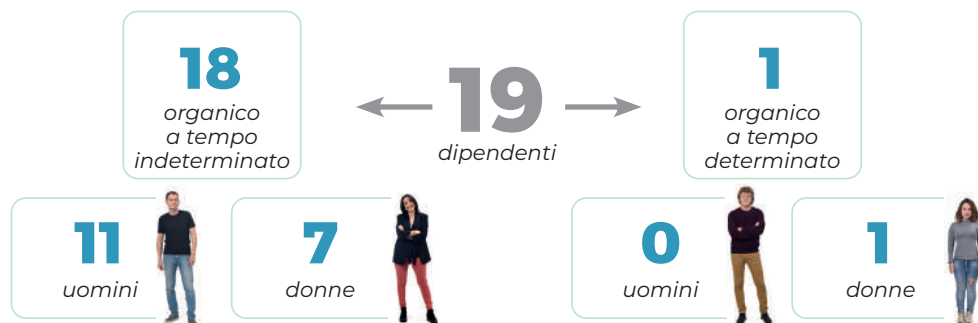 18
organico
a tempo
indeterminato
19
dipendenti
1
organico
a tempo
determinato
11
uomini
7
donne
0
uomini
1
donne